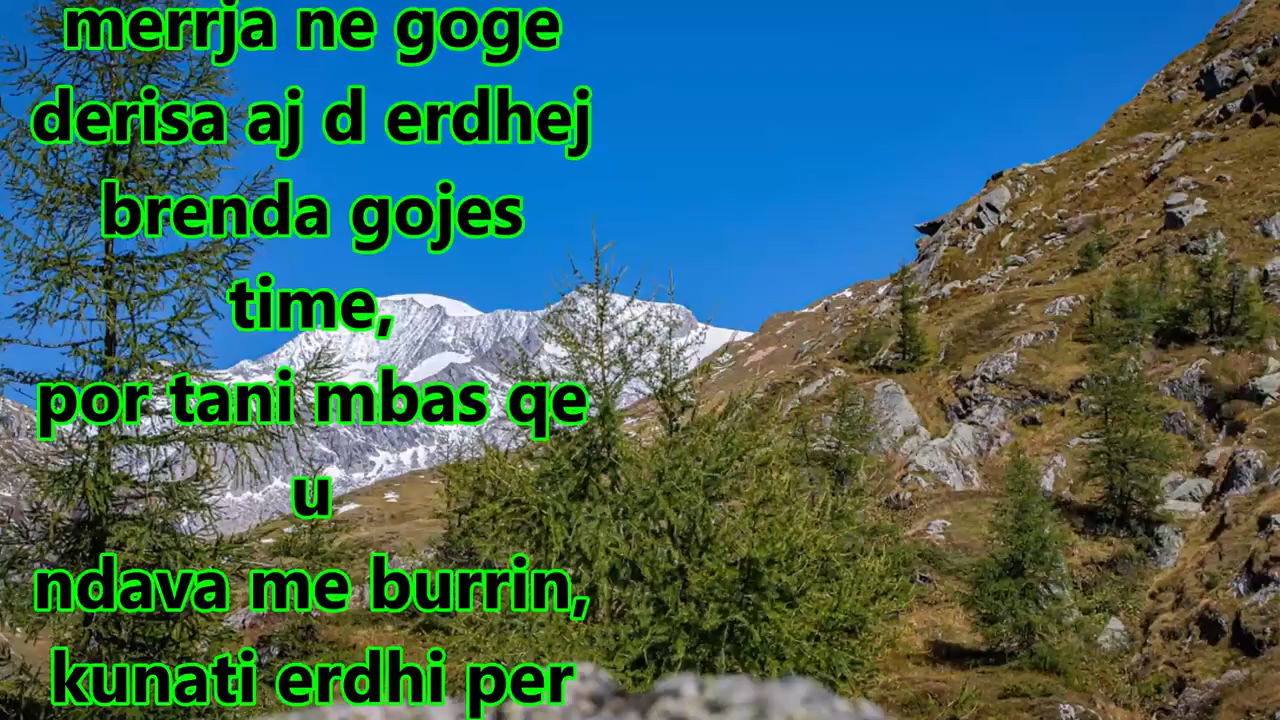 merrja ne goge
derisa aj d erdhej
brenda gojes
time,
por tani mbas qe
u
ndava me burrin,
kunati erdhi per